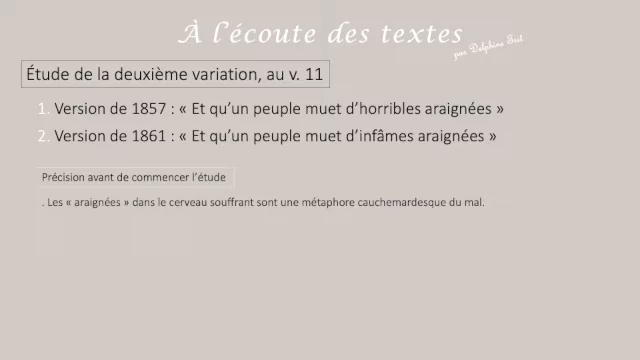 À l'écoute des textes
par Delphine
Étude de la deuxième variation, au v. 11
1. Version de 1857 : « Et qu'un peuple muet d'horribles araignées »
2. Version de 1861 : « Et qu'un peuple muet d'infâmes araignées »
Précision avant de commencer l'étude
. Les « araignées » dans le cerveau souffrant sont une métaphore cauchemardesque du mal.